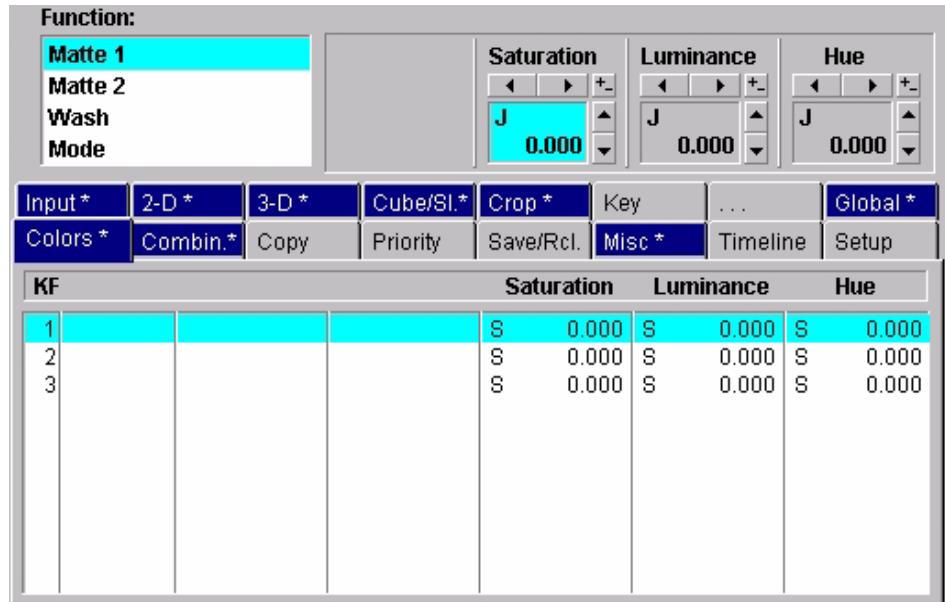 Function:
Matte 1
Matte 2
Wash
Mode
Saturation Luminance Hue
+- +- +-
J J J
0.000 0.000 0.000
Input * 2-D * 3-D * Cube/Sl.* Crop * Key . . . Global *
Colors * Combin.* Copy Priority Save/Rcl. Misc * Timeline Setup
KF Saturation Luminance Hue
1 S 0.000 S 0.000 S 0.000
2 S 0.000 S 0.000 S 0.000
3 S 0.000 S 0.000 S 0.000